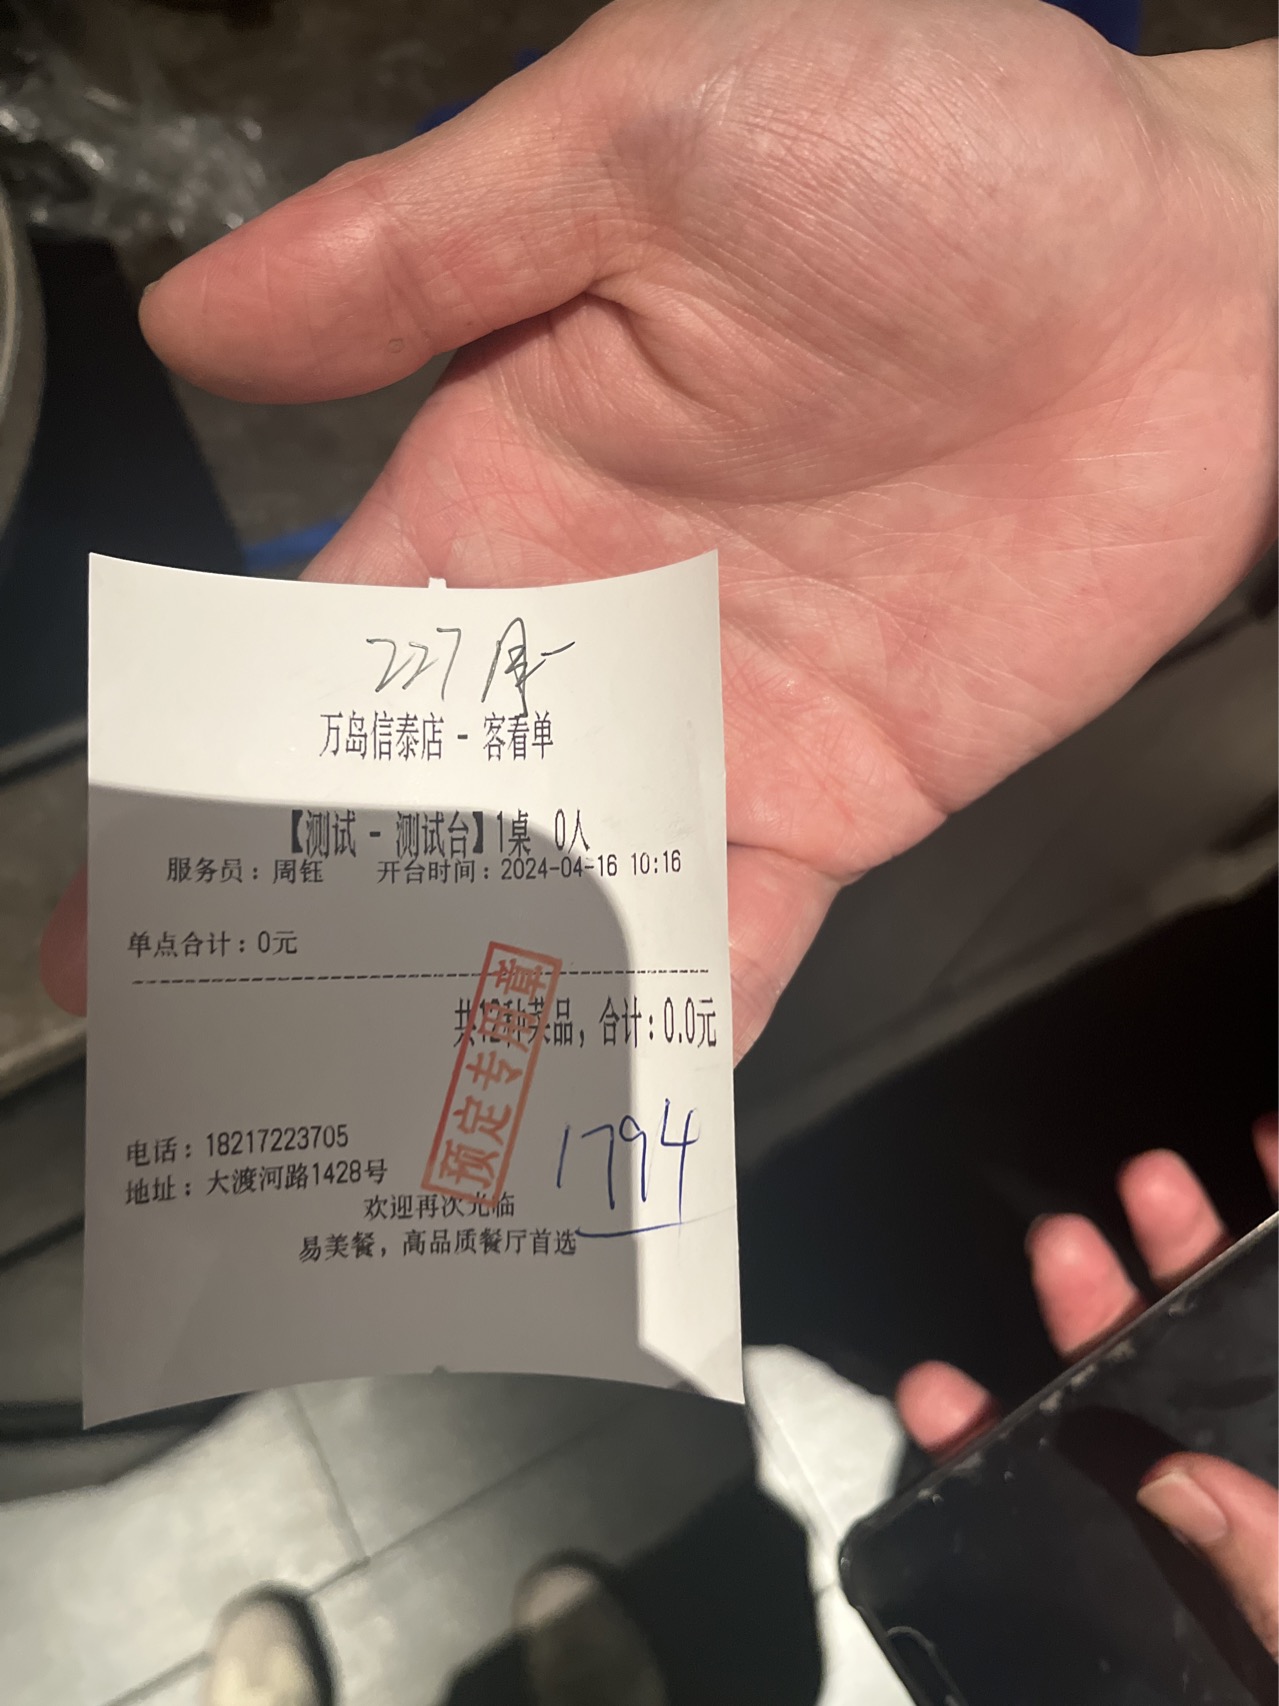 227 周一
万岛信泰店 - 客看单
【测试 - 测试台】1桌 0人
服务员：周钰 开台时间：2024-04-16 10:16
单点合计：0元
共12种菜品，合计：0.0元
预定专用章
1794
电话：18217223705
地址：大渡河路1428号
欢迎再次光临
易美餐，高品质餐厅首选